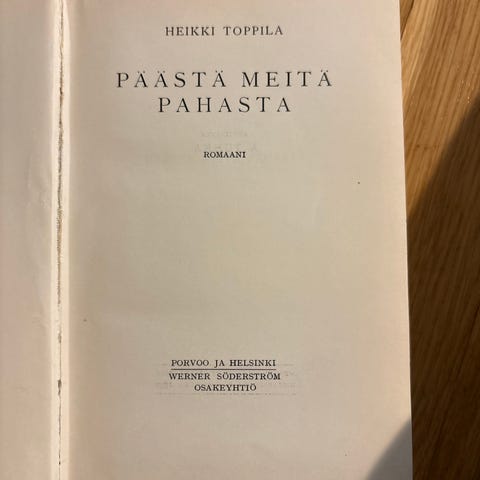 HEIKKI TOPPILA
PÄÄSTÄ MEITÄ
PAHASTA
ROMAANI
PORVOO JA HELSINKI
WERNER SÖDERSTRÖM
OSAKEYHTIÖ